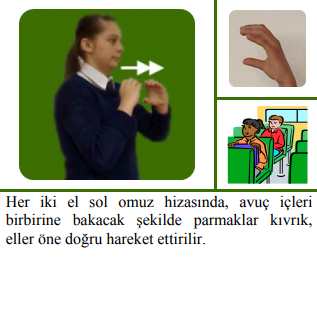 Her iki el sol omuz hizasında, avuç içleri
birbirine bakacak şekilde parmaklar kıvrık,
eller öne doğru hareket ettirilir.